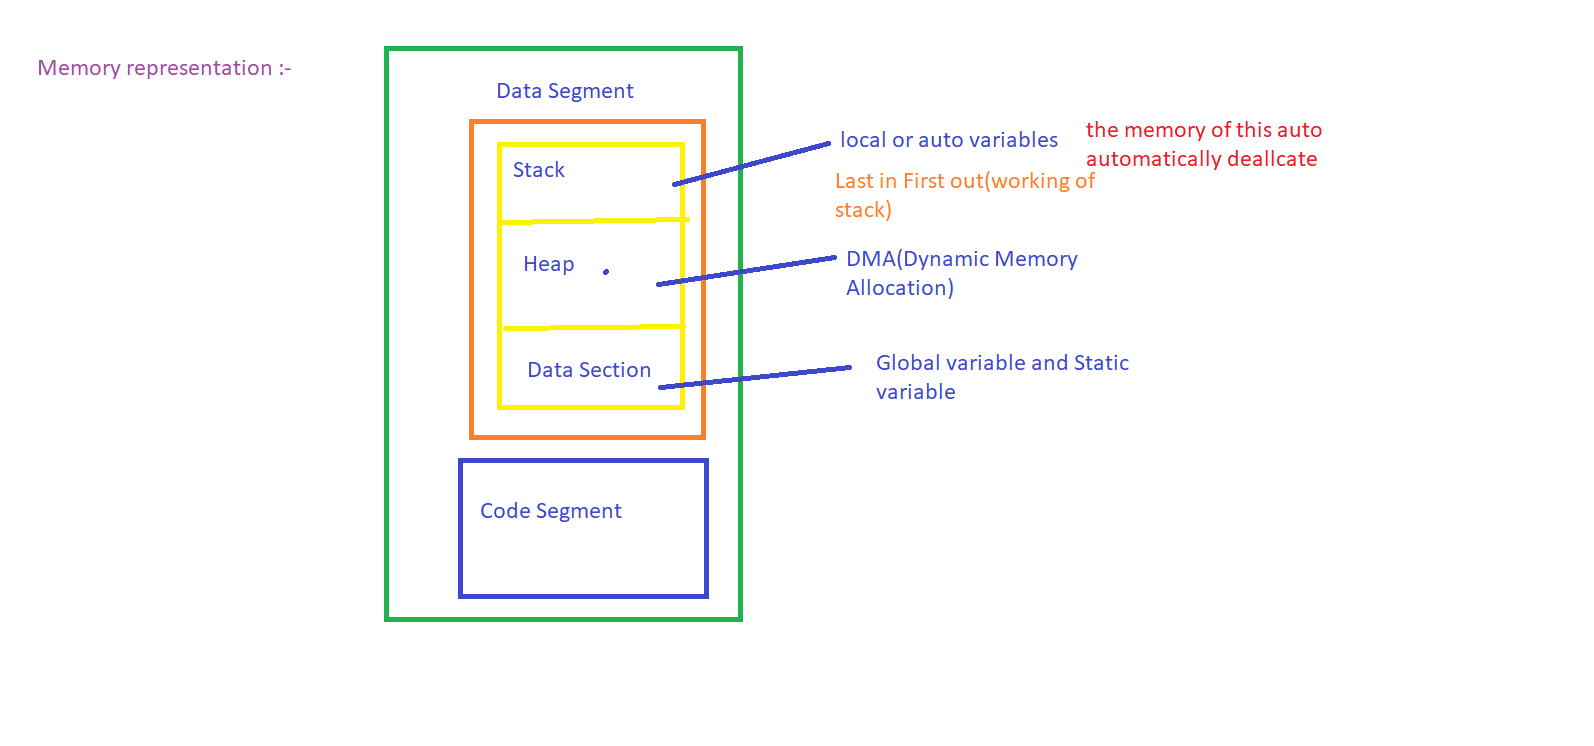 Memory representation :-
Data Segment
Stack
local or auto variables
the memory of this auto
automatically deallcate
Last in First out(working of
stack)
Heap
DMA(Dynamic Memory
Allocation)
Data Section
Global variable and Static
variable
Code Segment